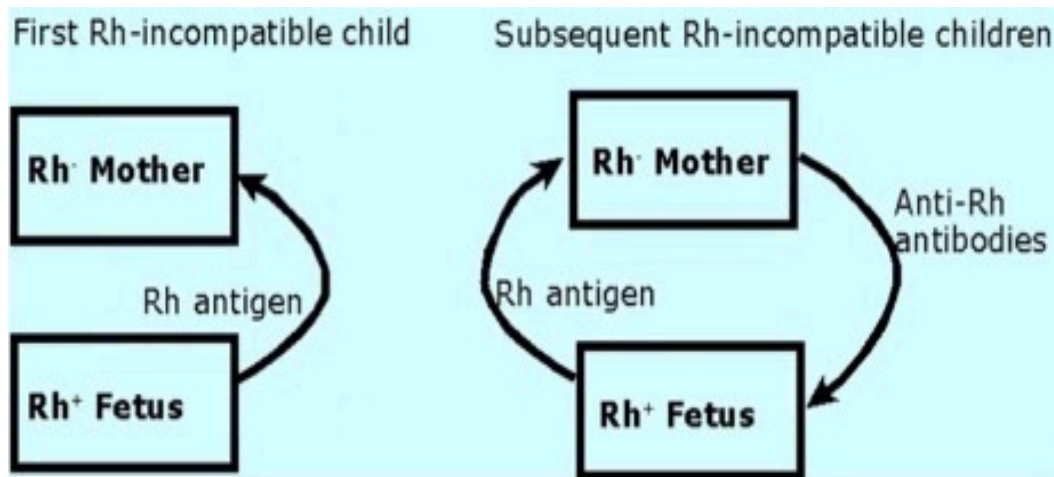 First Rh-incompatible child
Rh⁻ Mother
Rh antigen
Rh⁺ Fetus
Subsequent Rh-incompatible children
Rh⁻ Mother
Anti-Rh
antibodies
Rh antigen
Rh⁺ Fetus